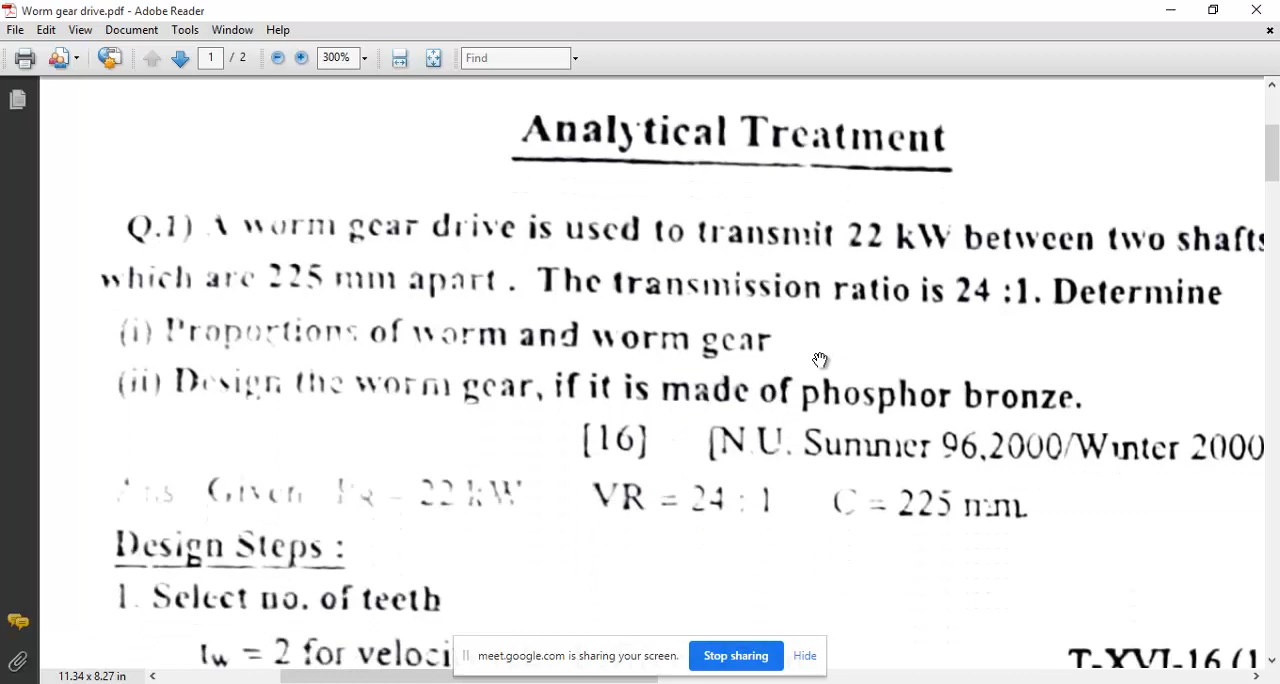 Worm gear drive.pdf - Adobe Reader
File Edit View Document Tools Window Help
1 / 2 300% Find
Analytical Treatment
Q.1) A worm gear drive is used to transmit 22 kW between two shafts
which are 225 mm apart . The transmission ratio is 24 :1. Determine
(i) Proportions of worm and worm gear
(ii) Design the worm gear, if it is made of phosphor bronze.
[16] [N.U. Summer 96,2000/Winter 2000
Ans Given PR = 22 kW VR = 24 : 1 C = 225 mm.
Design Steps :
1. Select no. of teeth
tw = 2 for veloci
T-XVI-16 (1
meet.google.com is sharing your screen. Stop sharing Hide
11.34 x 8.27 in